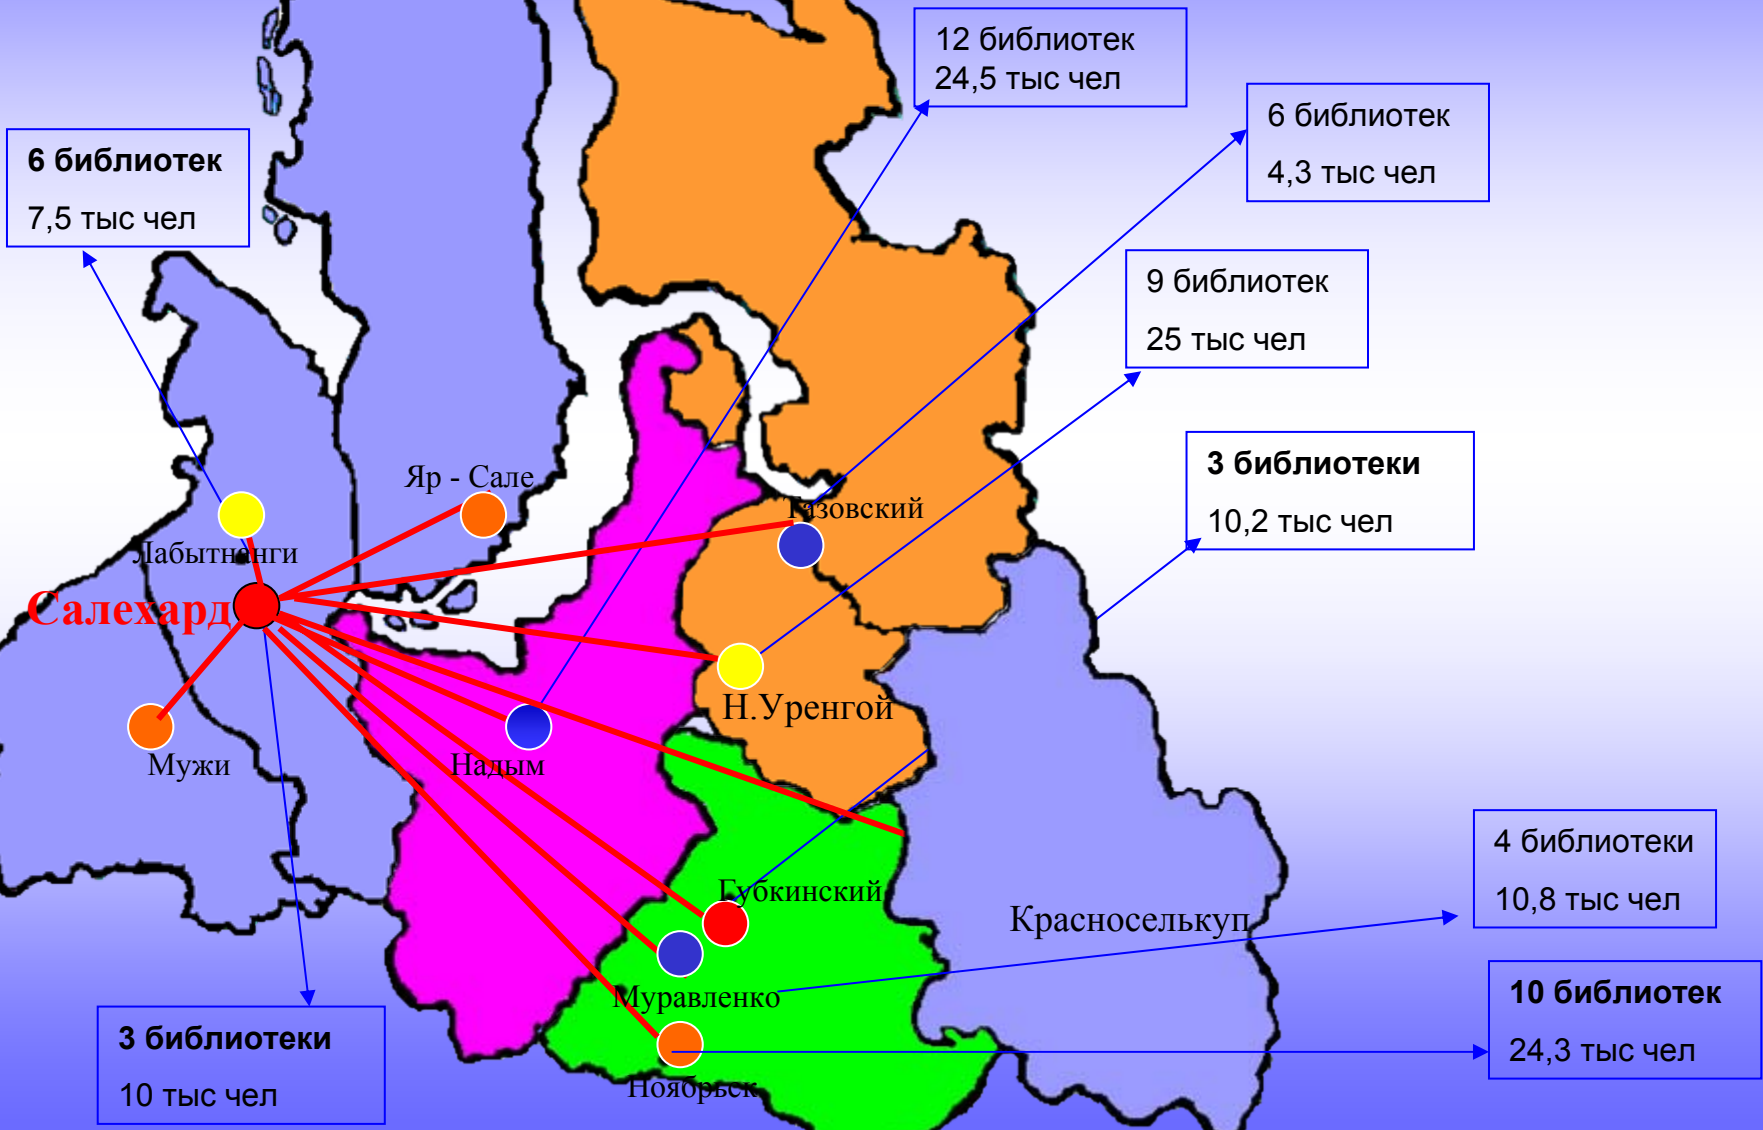 12 библиотек
24,5 тыс чел
6 библиотек
4,3 тыс чел
6 библиотек
7,5 тыс чел
9 библиотек
25 тыс чел
3 библиотеки
10,2 тыс чел
Яр - Сале
Тазовский
Лабытнанги
Салехард
Н.Уренгой
Мужи
Надым
4 библиотеки
10,8 тыс чел
Губкинский
Красноселькуп
Муравленко
10 библиотек
24,3 тыс чел
3 библиотеки
10 тыс чел
Ноябрьск